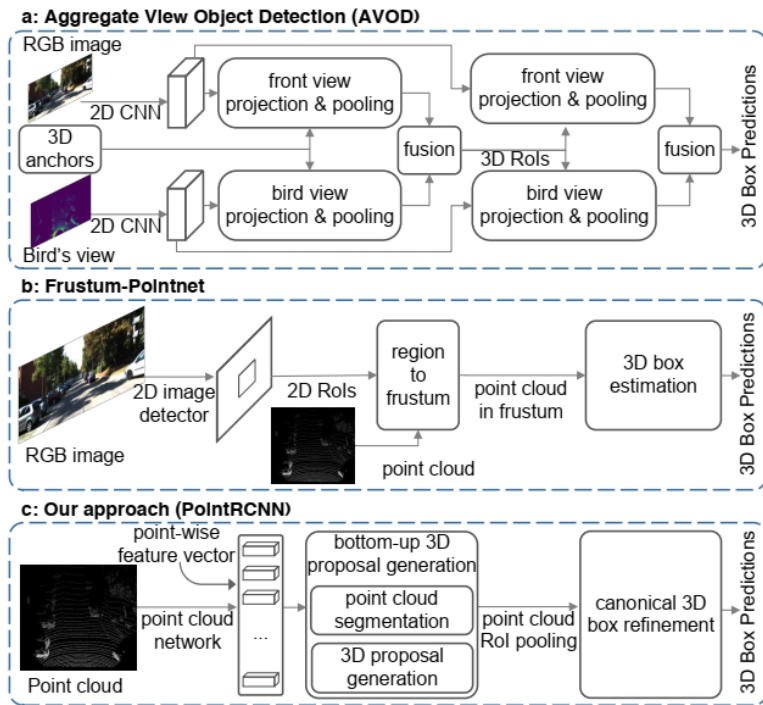 a: Aggregate View Object Detection (AVOD)
RGB image
2D CNN
front view
projection & pooling
front view
projection & pooling
3D
anchors
fusion
3D RoIs
fusion
2D CNN
bird view
projection & pooling
bird view
projection & pooling
Bird's view
3D Box Predictions
b: Frustum-Pointnet
RGB image
2D image
detector
2D RoIs
region
to
frustum
point cloud
point cloud
in frustum
3D box
estimation
3D Box Predictions
c: Our approach (PointRCNN)
point-wise
feature vector
Point cloud
point cloud
network
...
bottom-up 3D
proposal generation
point cloud
segmentation
3D proposal
generation
point cloud
RoI pooling
canonical 3D
box refinement
3D Box Predictions